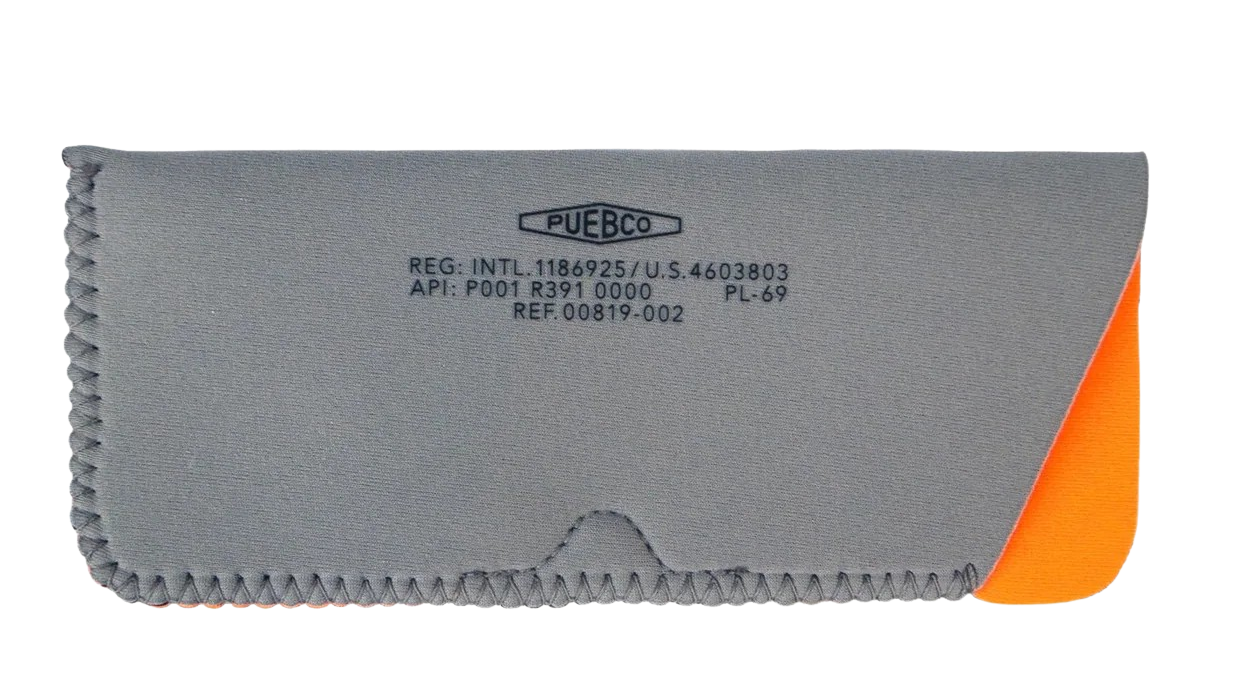 PUEBCO
REG: INTL.1186925/U.S.4603803
API: P001 R391 0000 PL-69
REF.00819-002